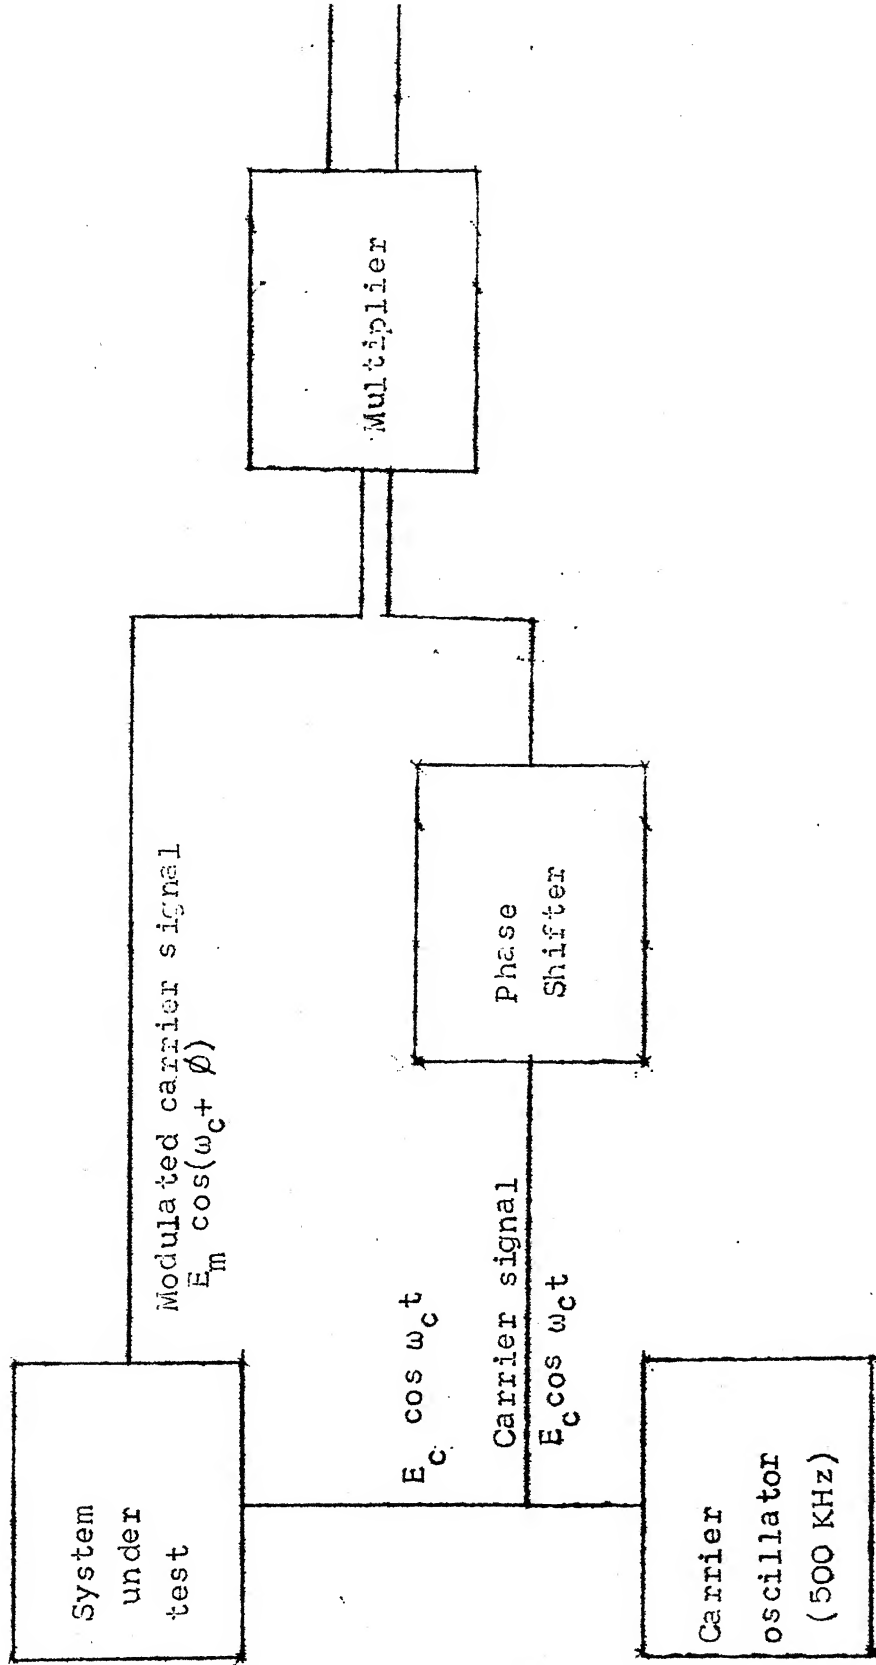 System
under
test
Modulated carrier signal
E_m cos(ω_c + ϕ)
E_c cos ω_c t
Carrier signal
E_c cos ω_c t
Carrier
oscillator
(500 KHz)
Phase
Shifter
Multiplier